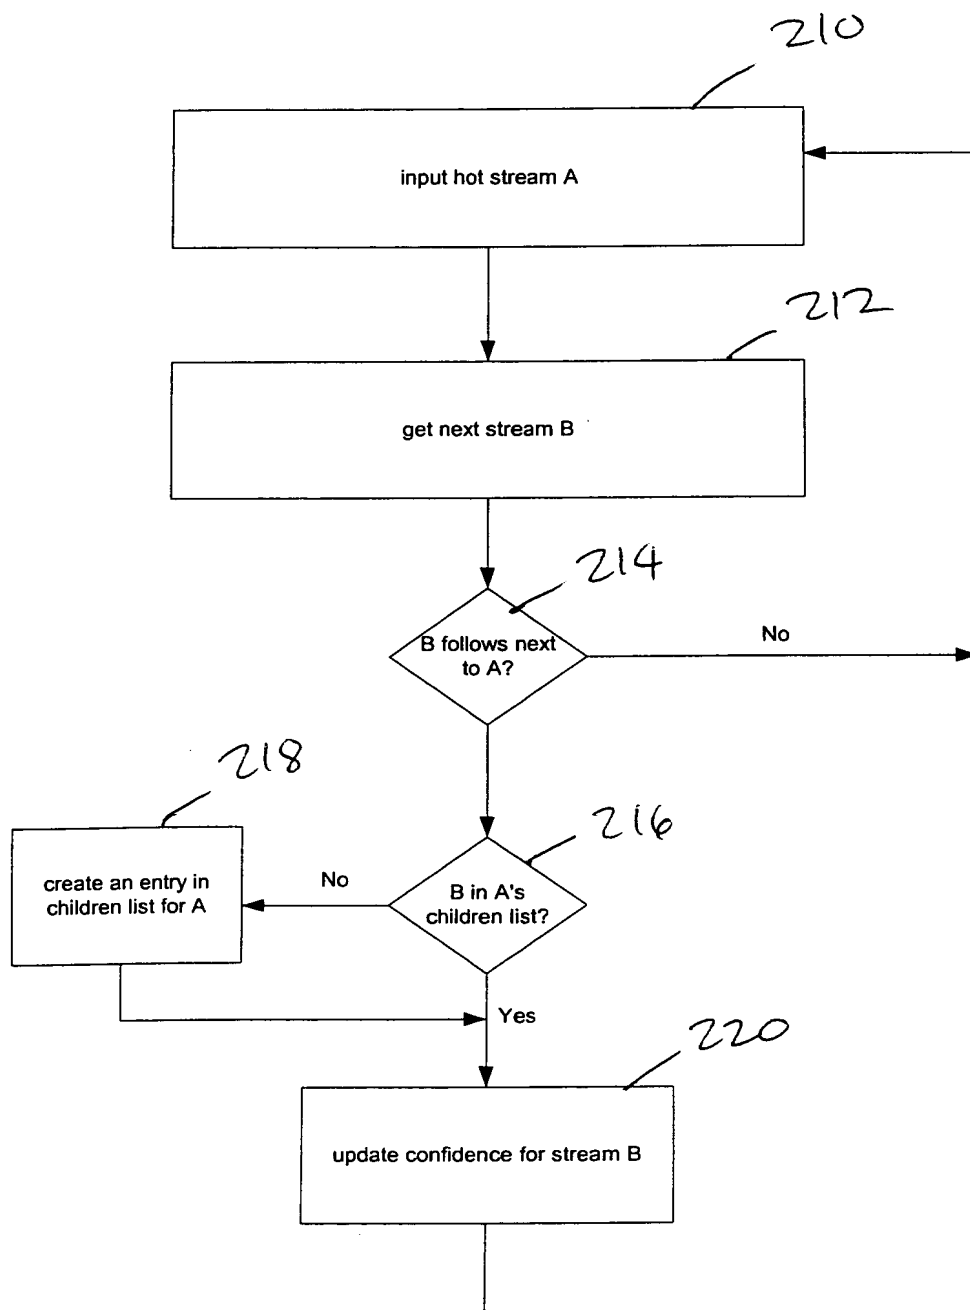 210
input hot stream A
212
get next stream B
214
B follows next
to A?
No
218
216
create an entry in
children list for A
No
B in A's
children list?
Yes
220
update confidence for stream B